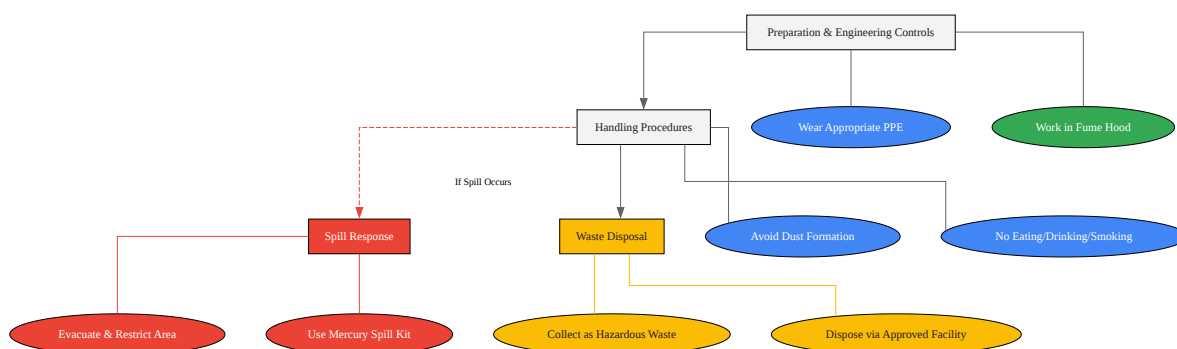 Preparation & Engineering Controls
Wear Appropriate PPE
Work in Fume Hood
Handling Procedures
If Spill Occurs
Spill Response
Waste Disposal
Avoid Dust Formation
No Eating/Drinking/Smoking
Evacuate & Restrict Area
Use Mercury Spill Kit
Collect as Hazardous Waste
Dispose via Approved Facility